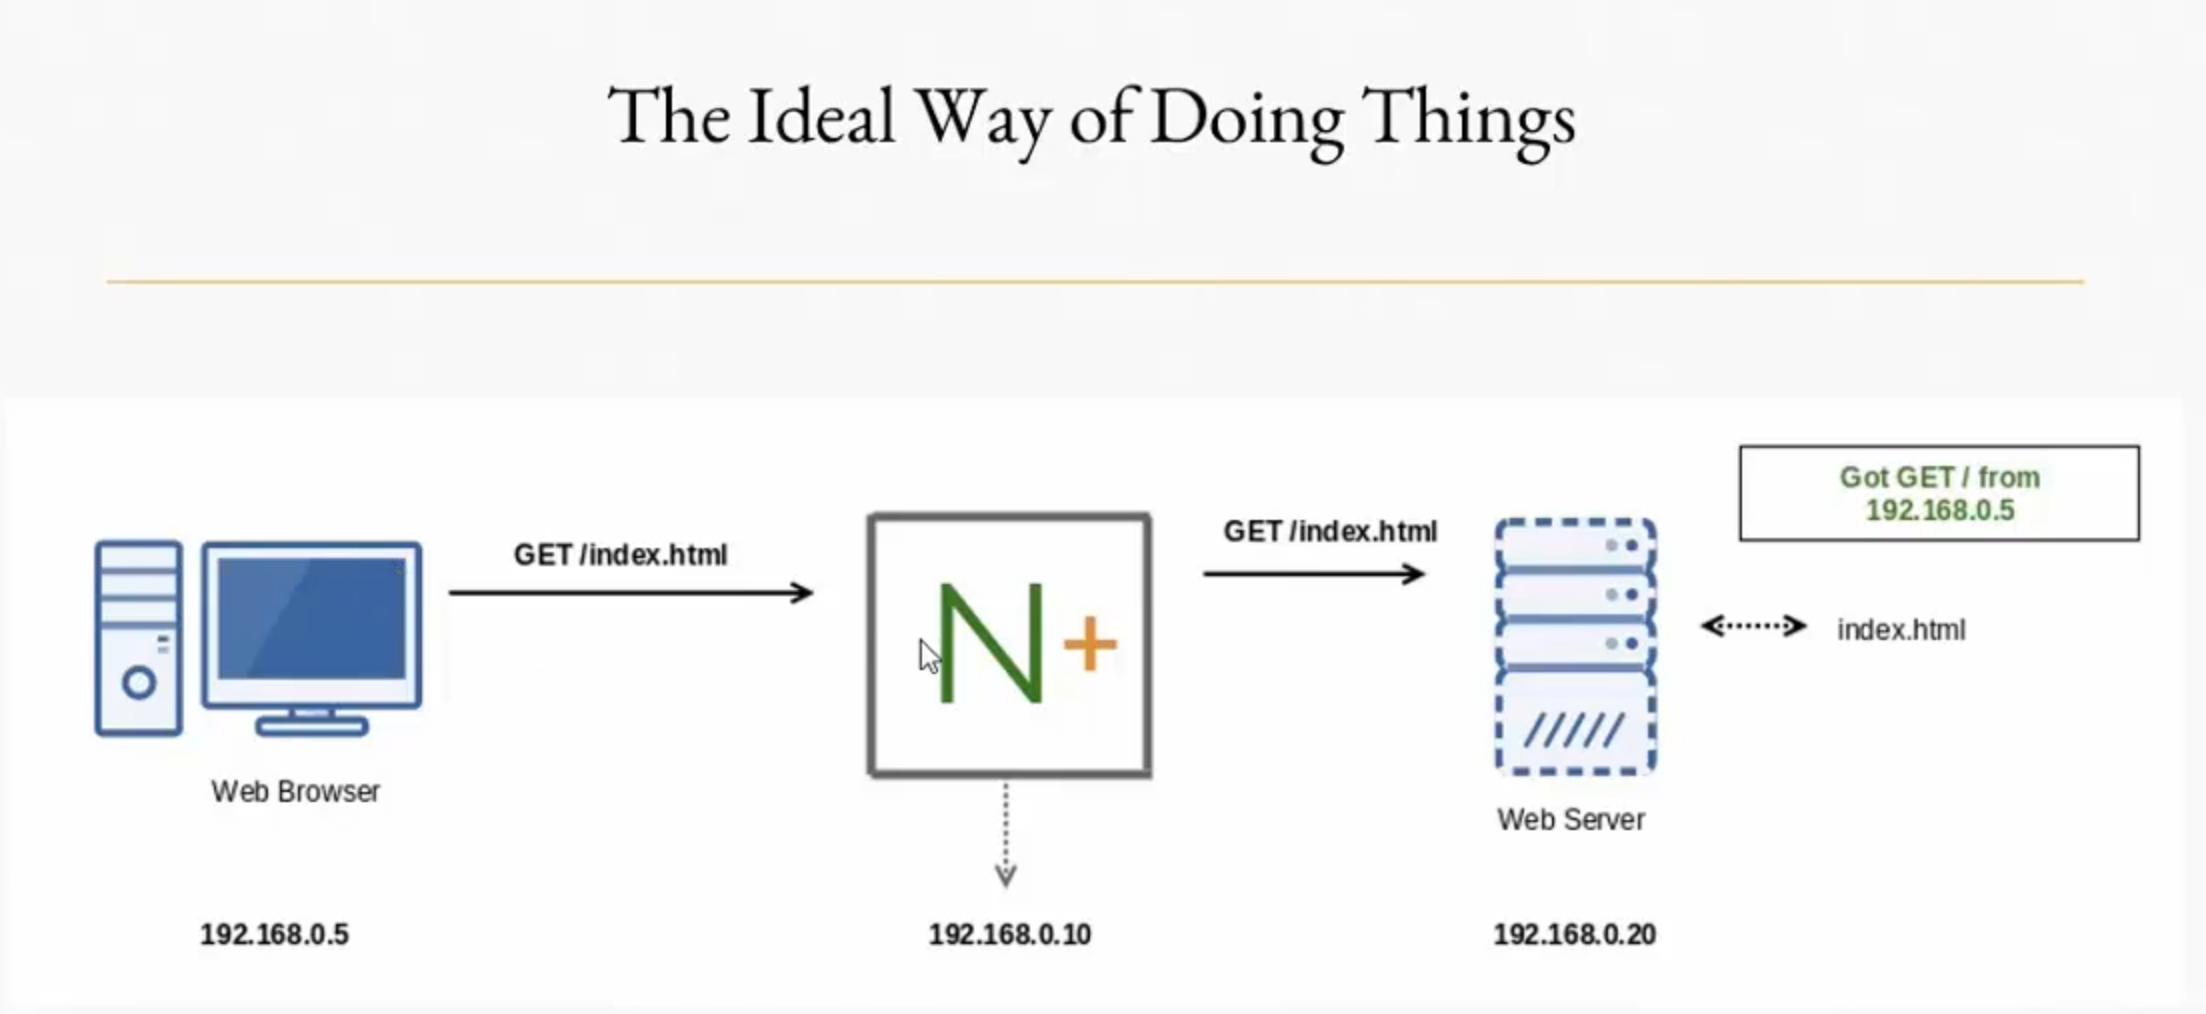 The Ideal Way of Doing Things
Got GET / from
192.168.0.5
GET /index.html
GET /index.html
N+
index.html
Web Browser
Web Server
192.168.0.5
192.168.0.10
192.168.0.20